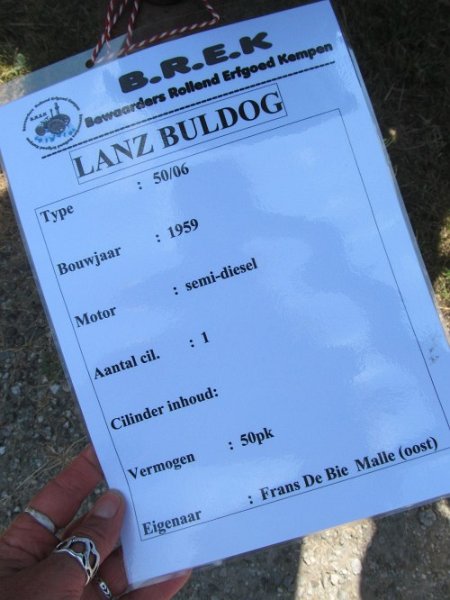 B.R.E.K
Bewaarders Rollend Erfgoed Kempen
LANZ BULDOG
Type : 50/06
Bouwjaar : 1959
Motor : semi-diesel
Aantal cil. : 1
Cilinder inhoud:
Vermogen : 50pk
Eigenaar : Frans De Bie Malle (oost)